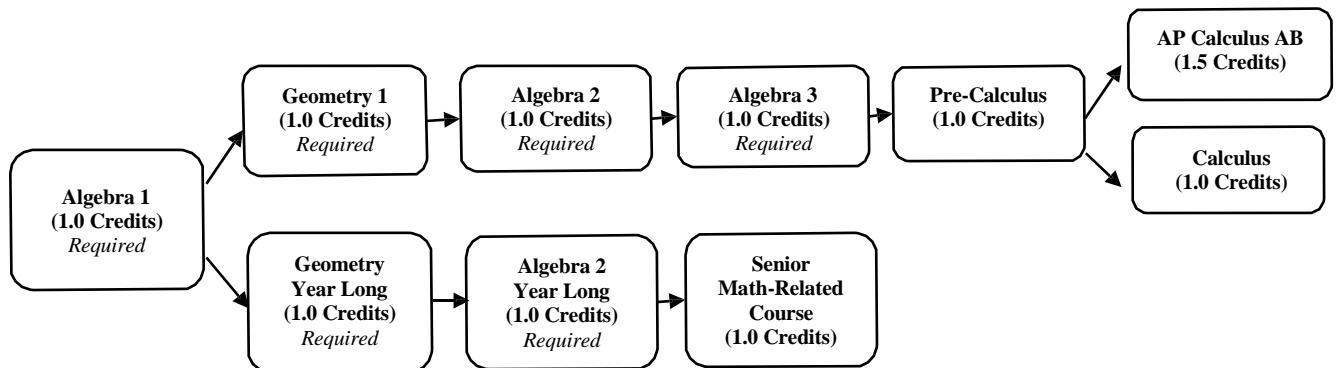 Algebra 1
(1.0 Credits)
Required
Geometry 1
(1.0 Credits)
Required
Algebra 2
(1.0 Credits)
Required
Algebra 3
(1.0 Credits)
Required
Pre-Calculus
(1.0 Credits)
AP Calculus AB
(1.5 Credits)
Calculus
(1.0 Credits)
Geometry
Year Long
(1.0 Credits)
Required
Algebra 2
Year Long
(1.0 Credits)
Required
Senior
Math-Related
Course
(1.0 Credits)